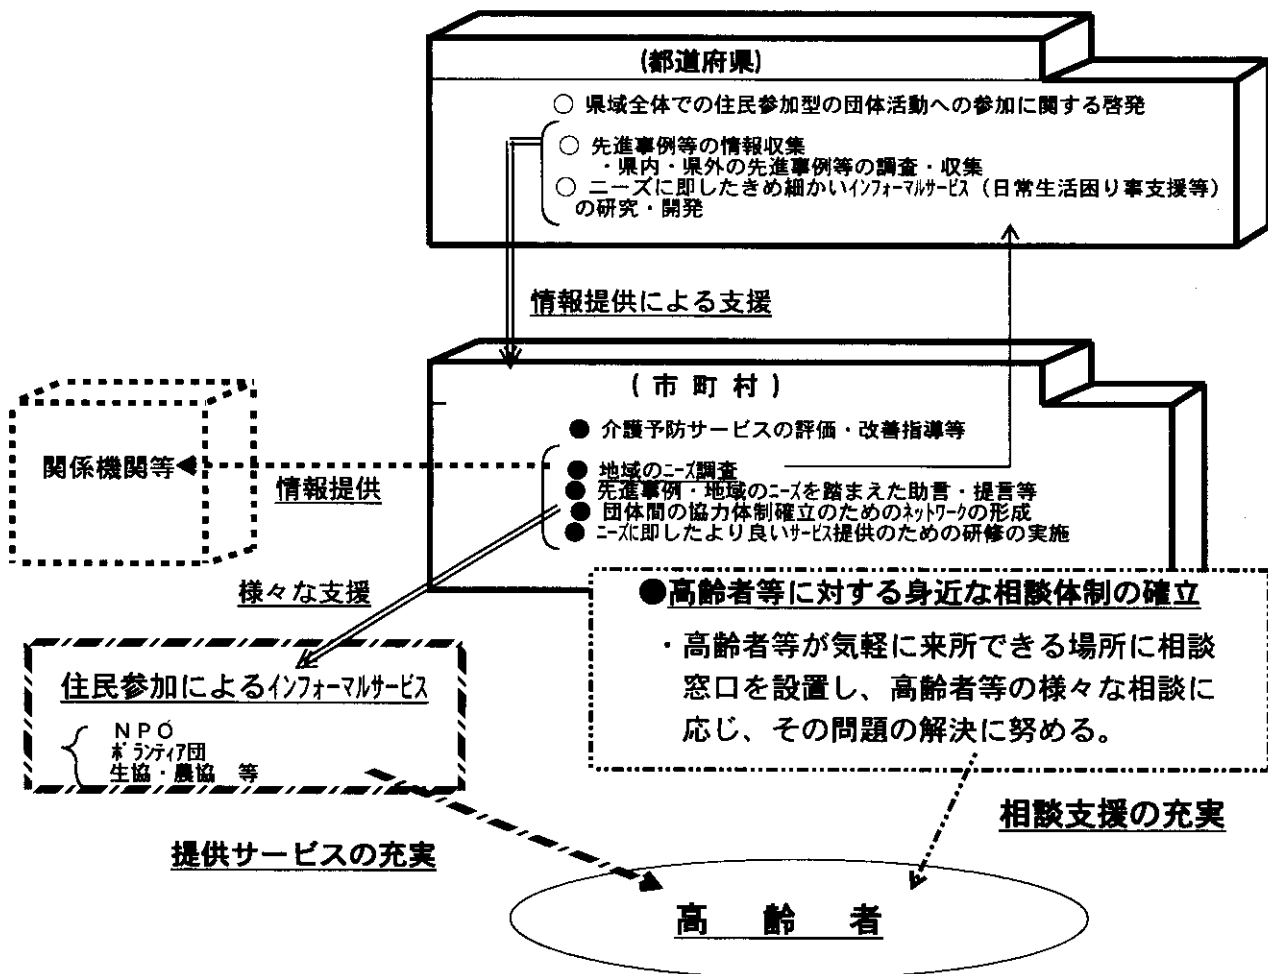 (都道府県)
○ 県域全体での住民参加型の団体活動への参加に関する啓発
○ 先進事例等の情報収集
・県内・県外の先進事例等の調査・収集
○ ニーズに即したきめ細かいインフォーマルサービス（日常生活困り事支援等）
の研究・開発
情報提供による支援
(市町村)
● 介護予防サービスの評価・改善指導等
● 地域のニーズ調査
● 先進事例・地域のニーズを踏まえた助言・提言等
● 団体間の協力体制確立のためのネットワークの形成
● ニーズに即したより良いサービス提供のための研修の実施
関係機関等
情報提供
様々な支援
●高齢者等に対する身近な相談体制の確立
・高齢者等が気軽に来所できる場所に相談
窓口を設置し、高齢者等の様々な相談に
応じ、その問題の解決に努める。
住民参加によるインフォーマルサービス
NPO
ボランティア団
生協・農協 等
相談支援の充実
提供サービスの充実
高齢者